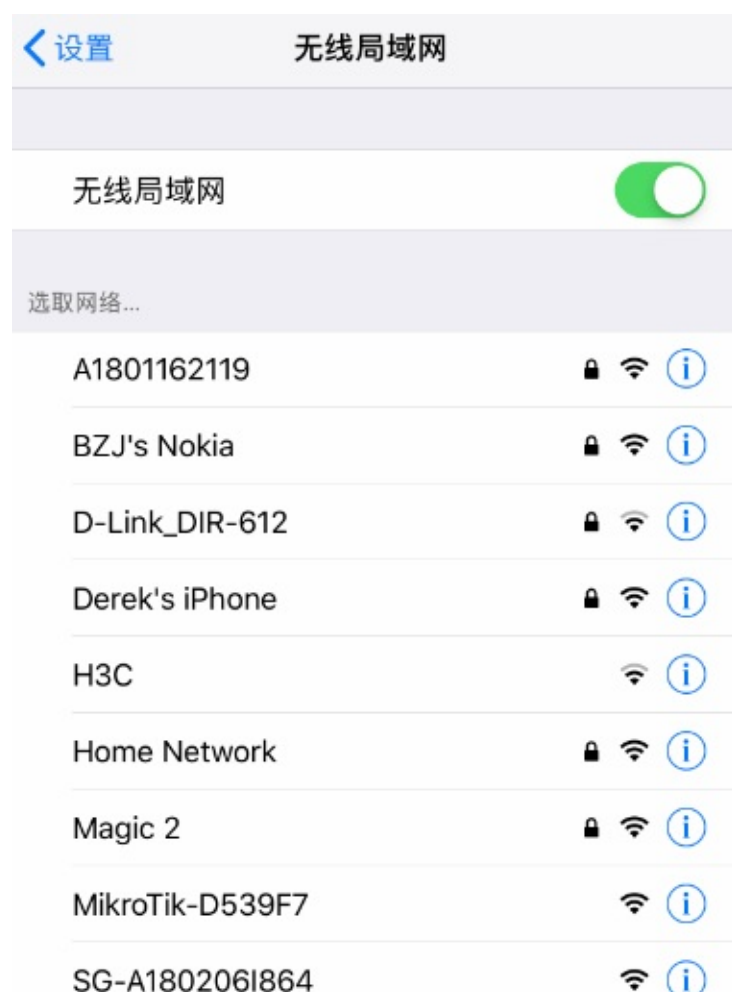 设置 无线局域网
无线局域网
选取网络...
A1801162119
BZJ's Nokia
D-Link_DIR-612
Derek's iPhone
H3C
Home Network
Magic 2
MikroTik-D539F7
SG-A180206I864